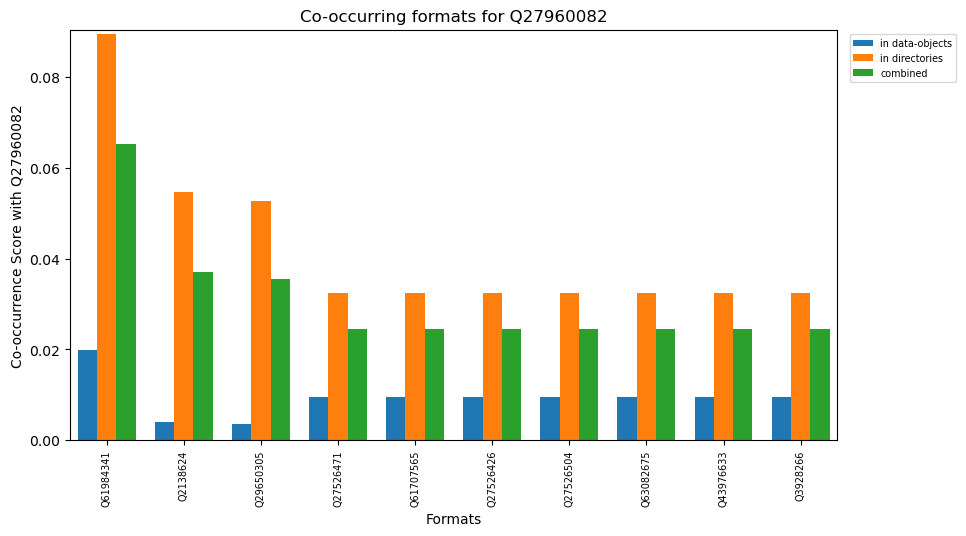 Co-occurring formats for Q27960082
in data-objects
in directories
combined
Co-occurrence Score with Q27960082
0.08
0.06
0.04
0.02
0.00
Q61984341
Q2138624
Q29650305
Q27526471
Q61707565
Q27526426
Q27526504
Q63082675
Q43976633
Q3928266
Formats